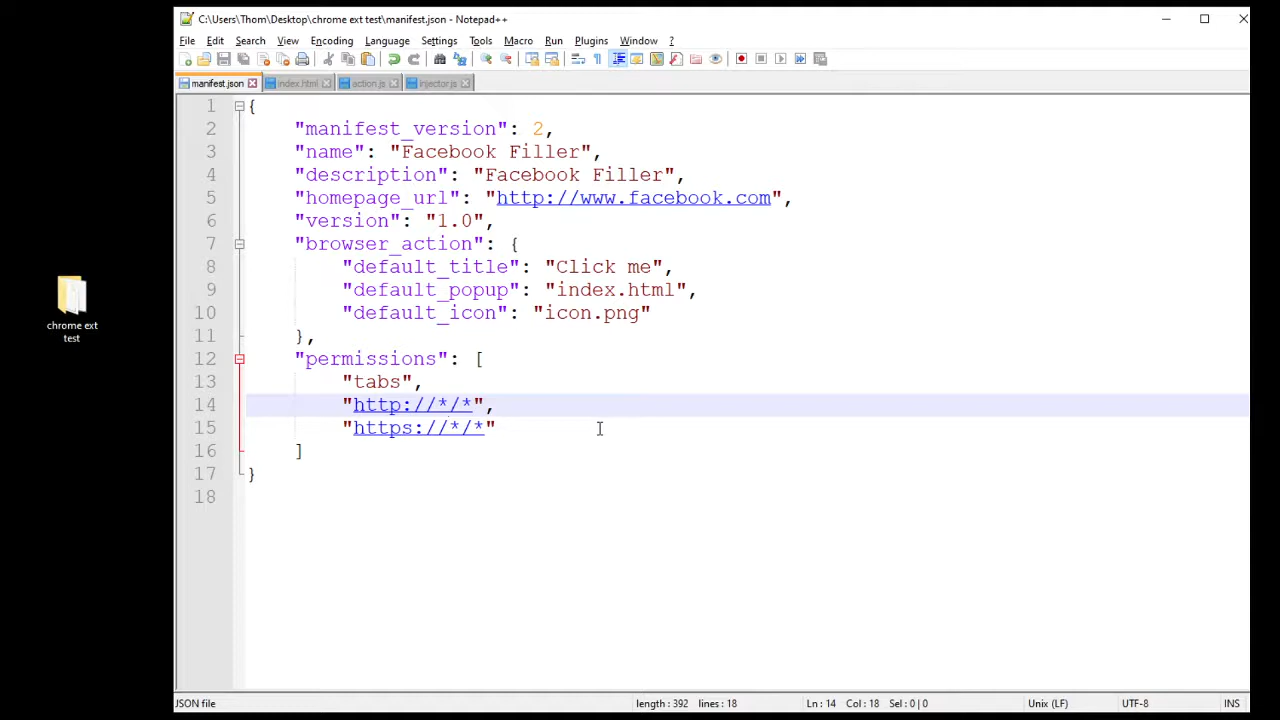 C:\Users\Thom\Desktop\chrome ext test\manifest.json - Notepad++
File Edit Search View Encoding Language Settings Tools Macro Run Plugins Window ?
manifest.json index.html action.js injector.js
1 {
2 "manifest_version": 2,
3 "name": "Facebook Filler",
4 "description": "Facebook Filler",
5 "homepage_url": "http://www.facebook.com",
6 "version": "1.0",
7 "browser_action": {
8 "default_title": "Click me",
9 "default_popup": "index.html",
10 "default_icon": "icon.png"
11 },
12 "permissions": [
13 "tabs",
14 "http://*/*",
15 "https://*/*"
16 ]
17 }
18
chrome ext
test
JSON file length : 392 lines : 18 Ln : 14 Col : 18 Sel : 0 | 0 Unix (LF) UTF-8 INS